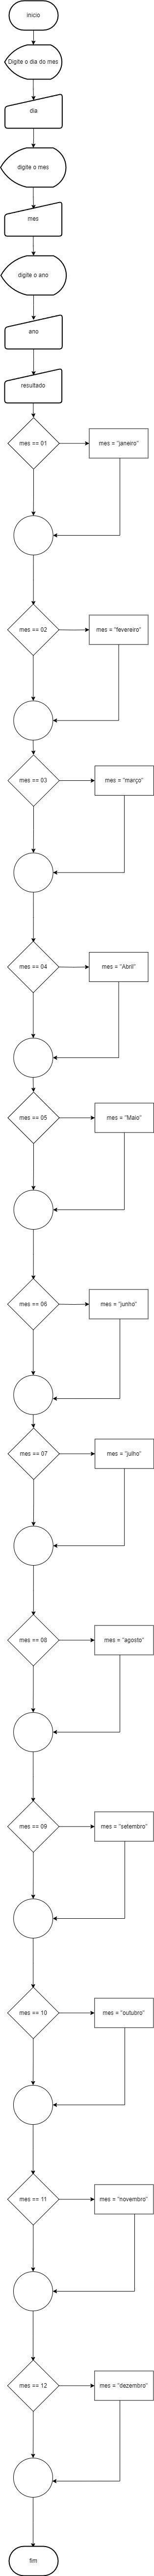 inicio
Digite o dia do mes
dia
digite o mes
mes
digite o ano
ano
resultado
mes == 01
mes = "janeiro"
mes == 02
mes = "fevereiro"
mes == 03
mes = "março"
mes == 04
mes = "Abril"
mes == 05
mes = "Maio"
mes == 06
mes = "junho"
mes == 07
mes = "julho"
mes == 08
mes = "agosto"
mes == 09
mes = "setembro"
mes == 10
mes = "outubro"
mes == 11
mes = "novembro"
mes == 12
mes = "dezembro"
fim